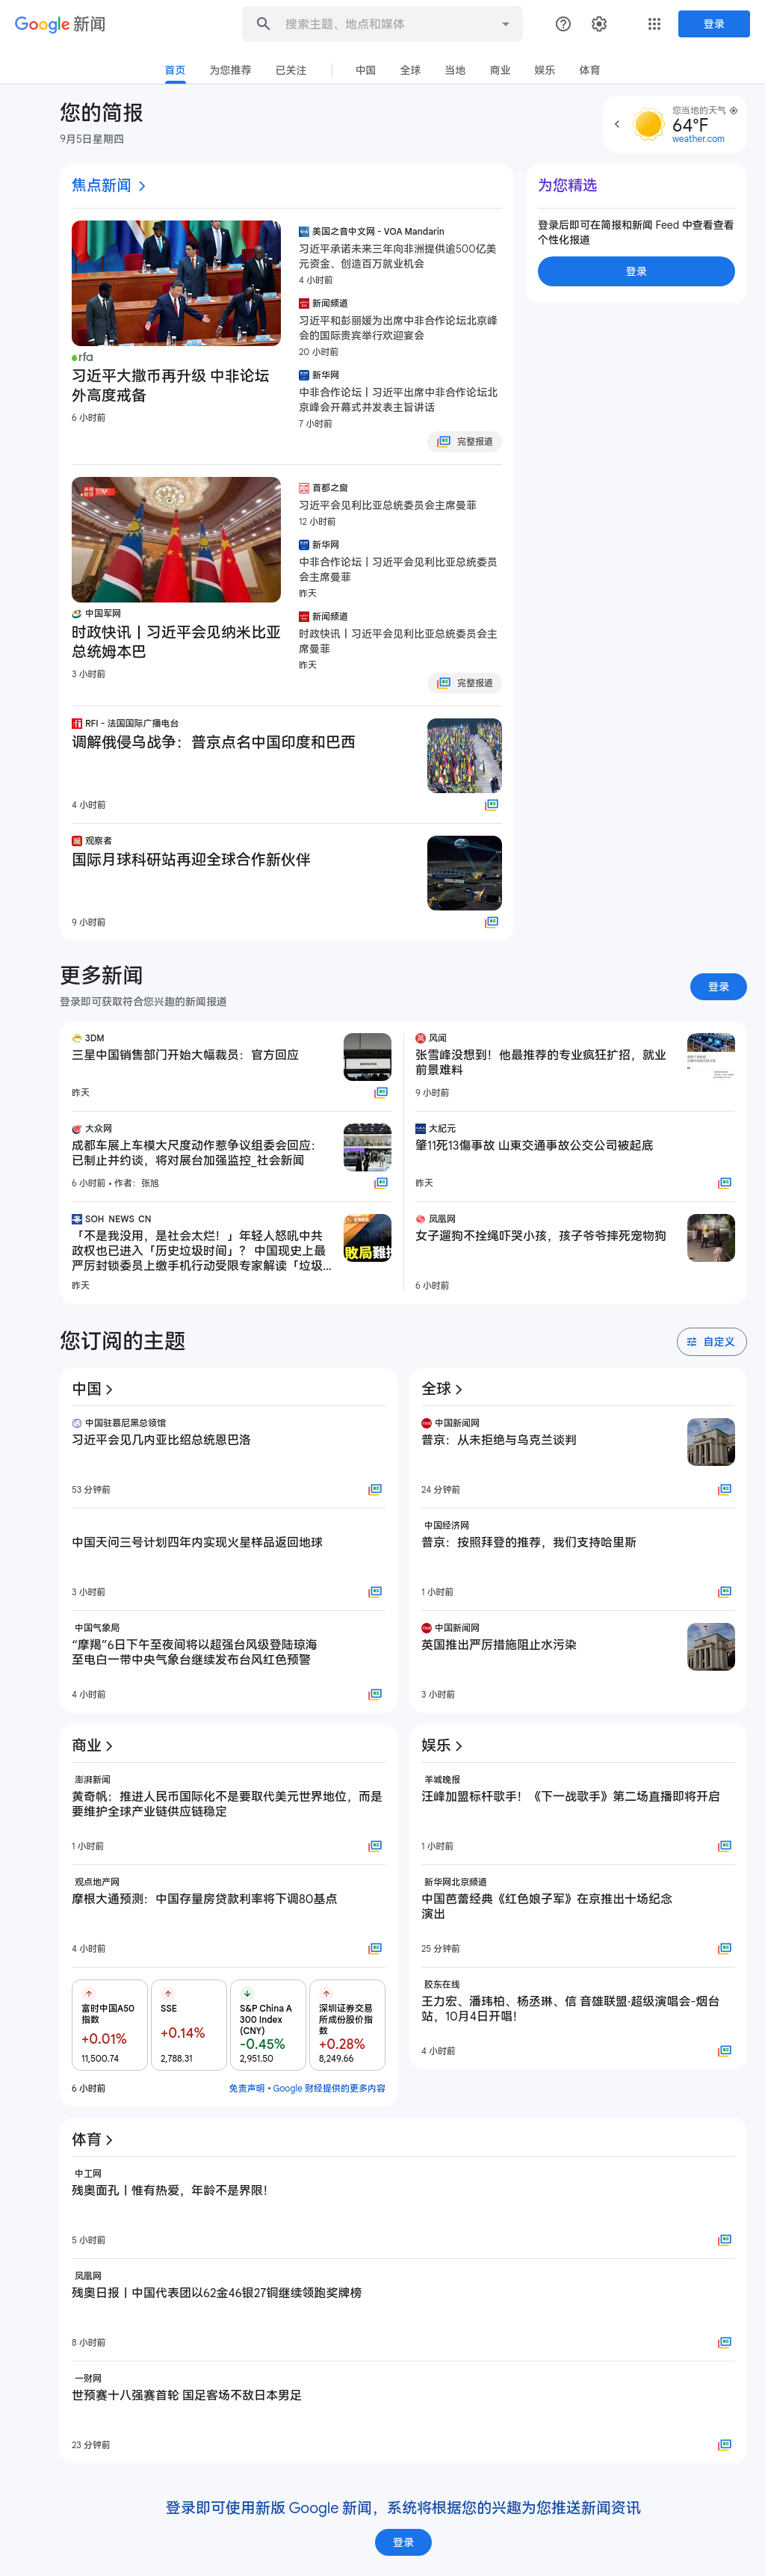 Google 新闻
搜索主题、地点和媒体
登录
首页
为您推荐
已关注
中国
全球
当地
商业
娱乐
体育
您的简报
9月5日星期四
您当地的天气
64°F
weather.com
焦点新闻
rfa
习近平大撒币再升级 中非论坛
外高度戒备
6 小时前
美国之音中文网 - VOA Mandarin
习近平承诺未来三年向非洲提供逾500亿美
元资金、创造百万就业机会
4 小时前
新闻频道
习近平和彭丽媛为出席中非合作论坛北京峰
会的国际贵宾举行欢迎宴会
20 小时前
新华网
中非合作论坛丨习近平出席中非合作论坛北
京峰会开幕式并发表主旨讲话
7 小时前
完整报道
中国军网
时政快讯丨习近平会见纳米比亚
总统姆本巴
3 小时前
首都之窗
习近平会见利比亚总统委员会主席曼菲
12 小时前
新华网
中非合作论坛丨习近平会见利比亚总统委员
会主席曼菲
昨天
新闻频道
时政快讯丨习近平会见利比亚总统委员会主
席曼菲
昨天
完整报道
RFI - 法国国际广播电台
调解俄侵乌战争：普京点名中国印度和巴西
4 小时前
观察者
国际月球科研站再迎全球合作新伙伴
9 小时前
为您精选
登录后即可在简报和新闻 Feed 中查看查看
个性化报道
登录
更多新闻
登录即可获取符合您兴趣的新闻报道
登录
3DM
三星中国销售部门开始大幅裁员：官方回应
昨天
大众网
成都车展上车模大尺度动作惹争议组委会回应：
已制止并约谈，将对展台加强监控_社会新闻
6 小时前 • 作者：张旭
SOH_NEWS_CN
「不是我没用，是社会太烂！」年轻人怒吼中共
政权也已进入「历史垃圾时间」？ 中国现史上最
严厉封锁委员上缴手机行动受限专家解读「垃圾...
昨天
风闻
张雪峰没想到！他最推荐的专业疯狂扩招，就业
前景难料
9 小时前
大紀元
肇11死13傷事故 山東交通事故公交公司被起底
昨天
凤凰网
女子遛狗不拴绳吓哭小孩，孩子爷爷摔死宠物狗
6 小时前
您订阅的主题
自定义
中国
中国驻慕尼黑总领馆
习近平会见几内亚比绍总统恩巴洛
53 分钟前
中国天问三号计划四年内实现火星样品返回地球
3 小时前
中国气象局
“摩羯”6日下午至夜间将以超强台风级登陆琼海
至电白一带中央气象台继续发布台风红色预警
4 小时前
全球
中国新闻网
普京：从未拒绝与乌克兰谈判
24 分钟前
中国经济网
普京：按照拜登的推荐，我们支持哈里斯
1 小时前
中国新闻网
英国推出严厉措施阻止水污染
3 小时前
商业
澎湃新闻
黄奇帆：推进人民币国际化不是要取代美元世界地位，而是
要维护全球产业链供应链稳定
1 小时前
观点地产网
摩根大通预测：中国存量房贷款利率将下调80基点
4 小时前
富时中国A50
指数
+0.01%
11,500.74
SSE
+0.14%
2,788.31
S&P China A
300 Index
(CNY)
-0.45%
2,951.50
深圳证券交易
所成份股价指
数
+0.28%
8,249.66
6 小时前
免责声明 • Google 财经提供的更多内容
娱乐
羊城晚报
汪峰加盟标杆歌手！《下一战歌手》第二场直播即将开启
1 小时前
新华网北京频道
中国芭蕾经典《红色娘子军》在京推出十场纪念
演出
25 分钟前
胶东在线
王力宏、潘玮柏、杨丞琳、信 音雄联盟·超级演唱会-烟台
站，10月4日开唱！
4 小时前
体育
中工网
残奥面孔丨惟有热爱，年龄不是界限！
5 小时前
凤凰网
残奥日报丨中国代表团以62金46银27铜继续领跑奖牌榜
8 小时前
一财网
世预赛十八强赛首轮 国足客场不敌日本男足
23 分钟前
登录即可使用新版 Google 新闻，系统将根据您的兴趣为您推送新闻资讯
登录